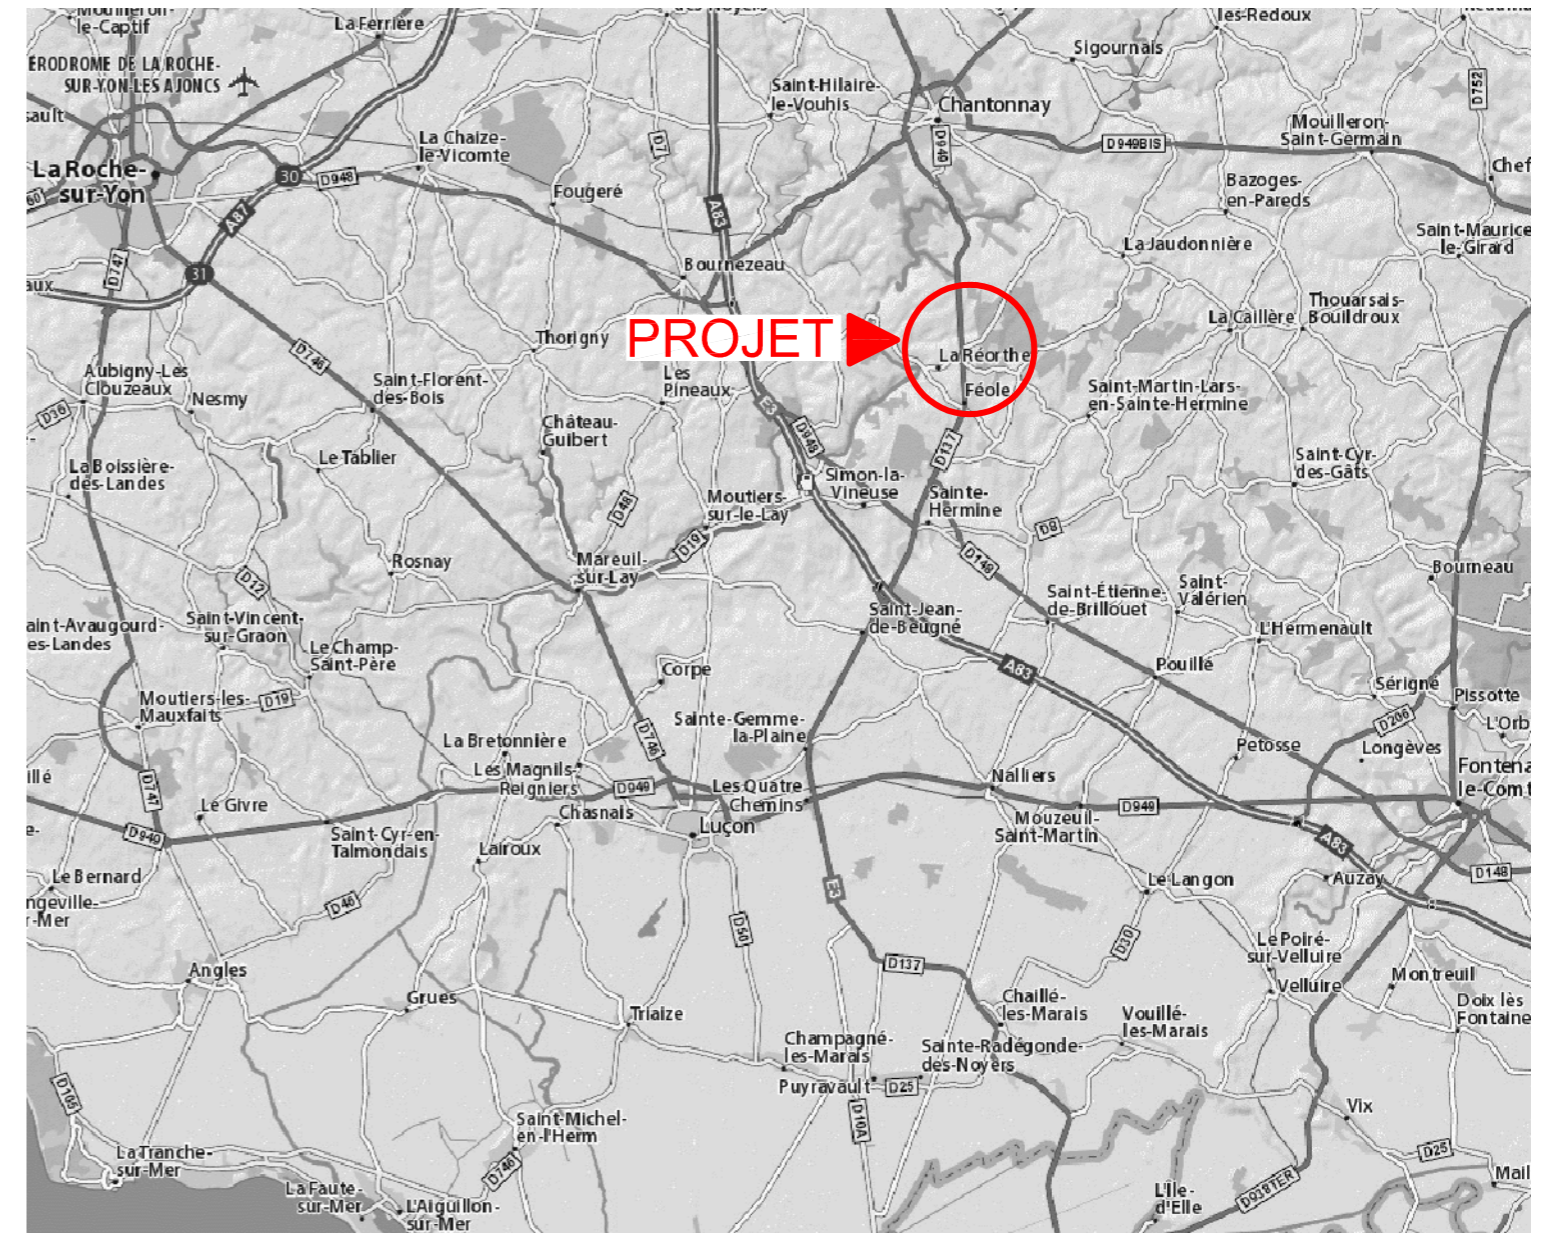 le-Captif
La Ferrière
les-Redoux
Sigournais
ERODROME DE LA ROCHE-
SUR-YON-LES AJONCS
Saint-Hilaire-
le-Vouhis
Chantonnay
D752
sault
La Chaize-
le-Vicomte
D7
D949B
D949BIS
Mouilleron-
Saint-Germain
La Roche-
sur-Yon
30
D948
Chef
60
A87
Fougeré
A83
Bazoges-
en-Pareds
Saint-Maurice
le-Girard
La Jaudonnière
D747
31
aux
Bournezeau
Thouarsais-
Bouildroux
La Caillère
PROJET
Thorigny
D746
La Réorthe
Féole
Aubigny-Les
Clouzeaux
Nesmy
D36
Saint-Florent-
des-Bois
Les
Pineaux
Saint-Martin-Lars-
en-Sainte-Hermine
E3
D948
Château-
Guibert
D137
Le Tablier
La Boissière-
des-Landes
Saint-Cyr-
des-Gâts
Simon-la-
Vineuse
Sainte-
Hermine
Moutiers-
sur-le-Lay
D48
D19
D8
D148
Rosnay
Mareuil-
sur-Lay
D12
Bourneau
Saint-Étienne-
de-Brillouet
Saint-
Valérien
Saint-Jean-
de-Beugné
Saint-Vincent-
sur-Graon
aint-Avaugourd-
es-Landes
L'Hermenault
Le Champ-
Saint-Père
Corpe
A83
Pouillé
Moutiers-les-
Mauxfaits
D19
Sérigné
Pissotte
Sainte-Gemme-
la-Plaine
D746
D206
L'Orb
La Bretonnière
Petosse
Longèves
illé
D747
Les Magnils-
Reigniers
D949
Les Quatre
Chemins
Nalliers
Fontena
le-Comt
Le Givre
Chasnais
D949
Mouzeuil-
Saint-Martin
e-
D949
Saint-Cyr-en-
Talmondais
Luçon
A83
Lairoux
Le Bernard
E3
Le Langon
Auzay
D148
ngeville-
r-Mer
D46
D50
D30
Le Poiré-
sur-Velluire
Angles
D137
Velluire
Montreuil
Grues
Triaize
Chaillé-
les-Marais
Vouillé-
les-Marais
Doix lès
Fontaine
Champagné-
les-Marais
Sainte-Radégonde-
des-Noyers
Puyravault
D25
D105
D10A
Saint-Michel-
en-l'Herm
Vix
La Tranche-
sur-Mer
D746
D25
La Faute-
sur-Mer
L'Aiguillon-
sur-Mer
L'Île-
d'Elle
D938TER
Mail